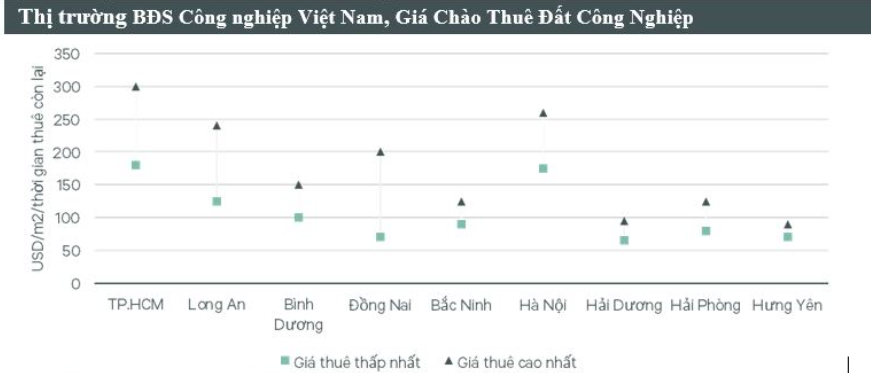 Thị trường BĐS Công nghiệp Việt Nam, Giá Chào Thuê Đất Công Nghiệp
USD/m2/thời gian thuê còn lại
350
300
250
200
150
100
50
0
TP.HCM Long An Bình Dương Đồng Nai Bắc Ninh Hà Nội Hải Dương Hải Phòng Hưng Yên
Giá thuê thấp nhất Giá thuê cao nhất